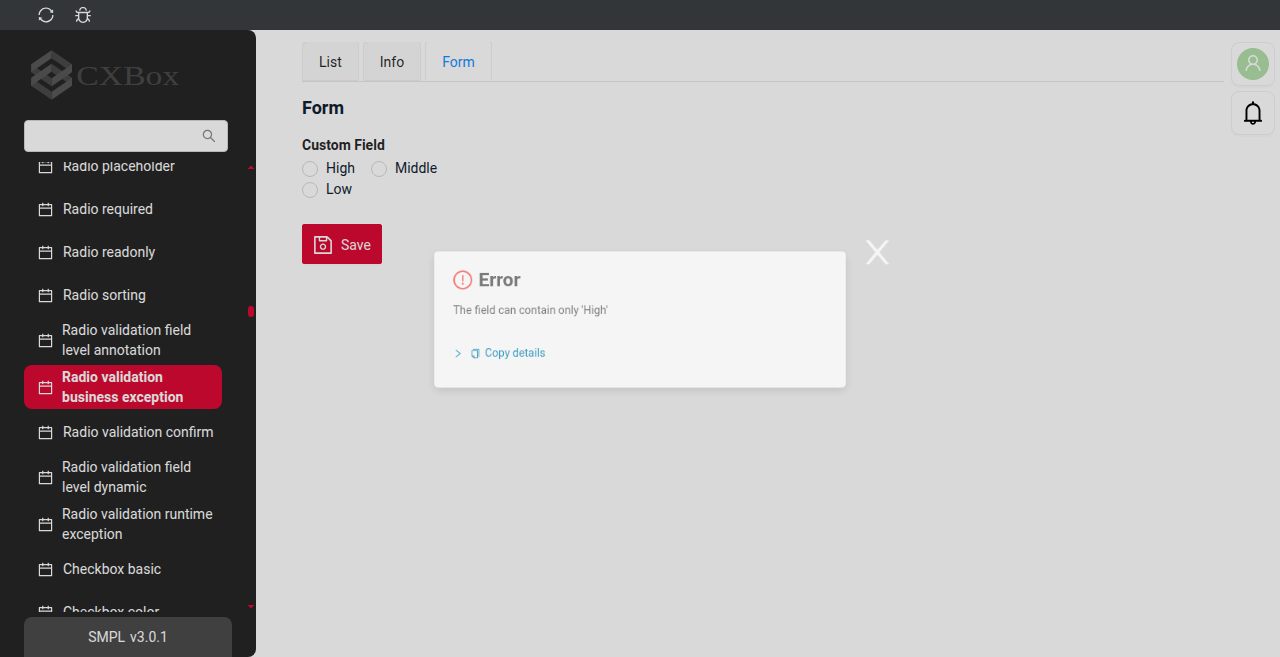 CXBox
Radio placeholder
Radio required
Radio readonly
Radio sorting
Radio validation field
level annotation
Radio validation
business exception
Radio validation confirm
Radio validation field
level dynamic
Radio validation runtime
exception
Checkbox basic
Checkbox color
SMPL v3.0.1
List Info Form
Form
Custom Field
High Middle
Low
Save
Error
The field can contain only 'High'
Copy details